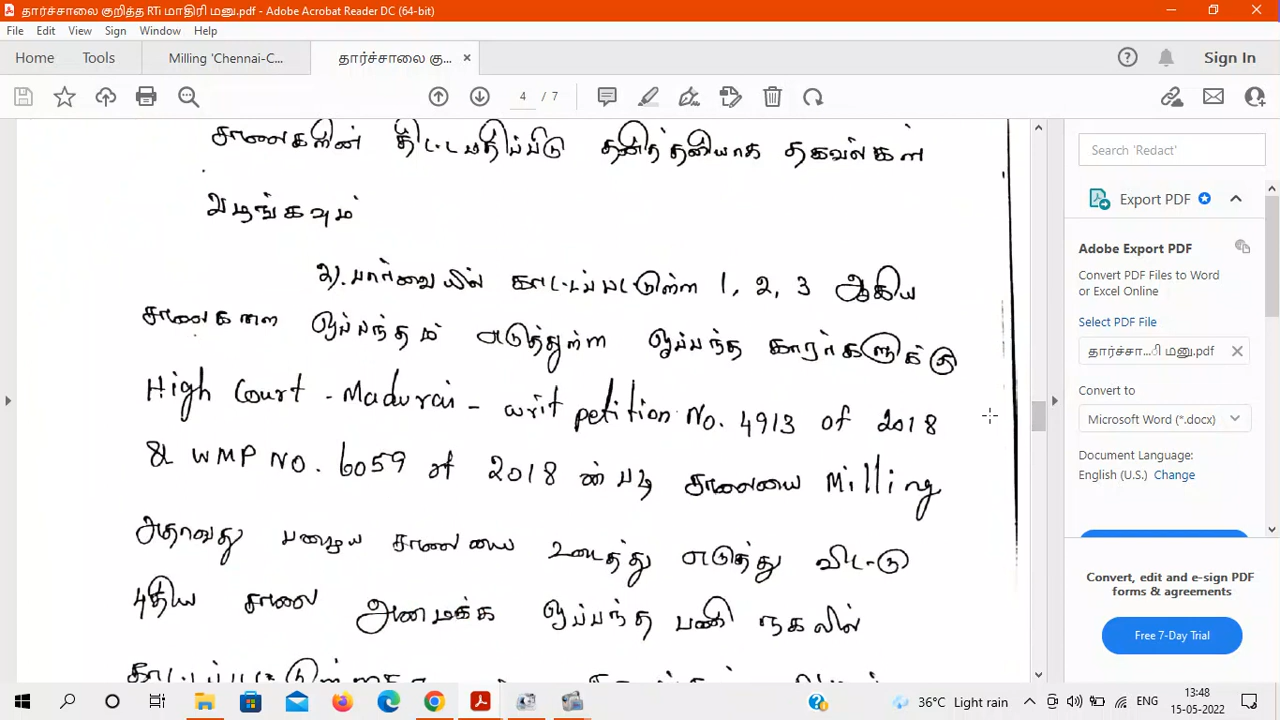 தார்ச்சாலை குறித்த RTi மாதிரி மனு.pdf - Adobe Acrobat Reader DC (64-bit)
File Edit View Sign Window Help
Home Tools Milling 'Chennai-C... தார்ச்சாலை கு... × Sign In
4 / 7
சாலைகளின் திட்டமதிப்பீடு தனித்தனியாக தகவல்கள்
வழங்கவும்
2). பார்வையில் காட்டப்பட்டுள்ள 1, 2, 3 ஆகிய
சாலைகளை ஒப்பந்தம் எடுத்துள்ள ஒப்பந்த காரர்களுக்கு
High Court - Madurai - writ petition No. 4913 of 2018
& WMP NO. 6059 of 2018 ன் படி சாலையை Milling
அதாவது பழைய சாலையை உடைத்து எடுத்து விட்டு
புதிய சாலை அமைக்க ஒப்பந்த பணி நகலின்
Search 'Redact'
Export PDF
Adobe Export PDF
Convert PDF Files to Word
or Excel Online
Select PDF File
தார்ச்சா...ி மனு.pdf ×
Convert to
Microsoft Word (*.docx)
Document Language:
English (U.S.) Change
Convert, edit and e-sign PDF
forms & agreements
Free 7-Day Trial
36°C Light rain ENG 3:48
15-05-2022